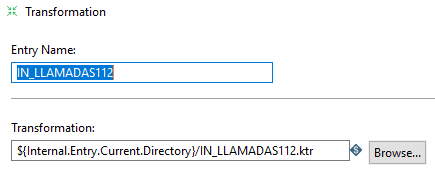 Transformation
Entry Name:
IN_LLAMADAS112
Transformation:
${Internal.Entry.Current.Directory}/IN_LLAMADAS112.ktr
Browse...